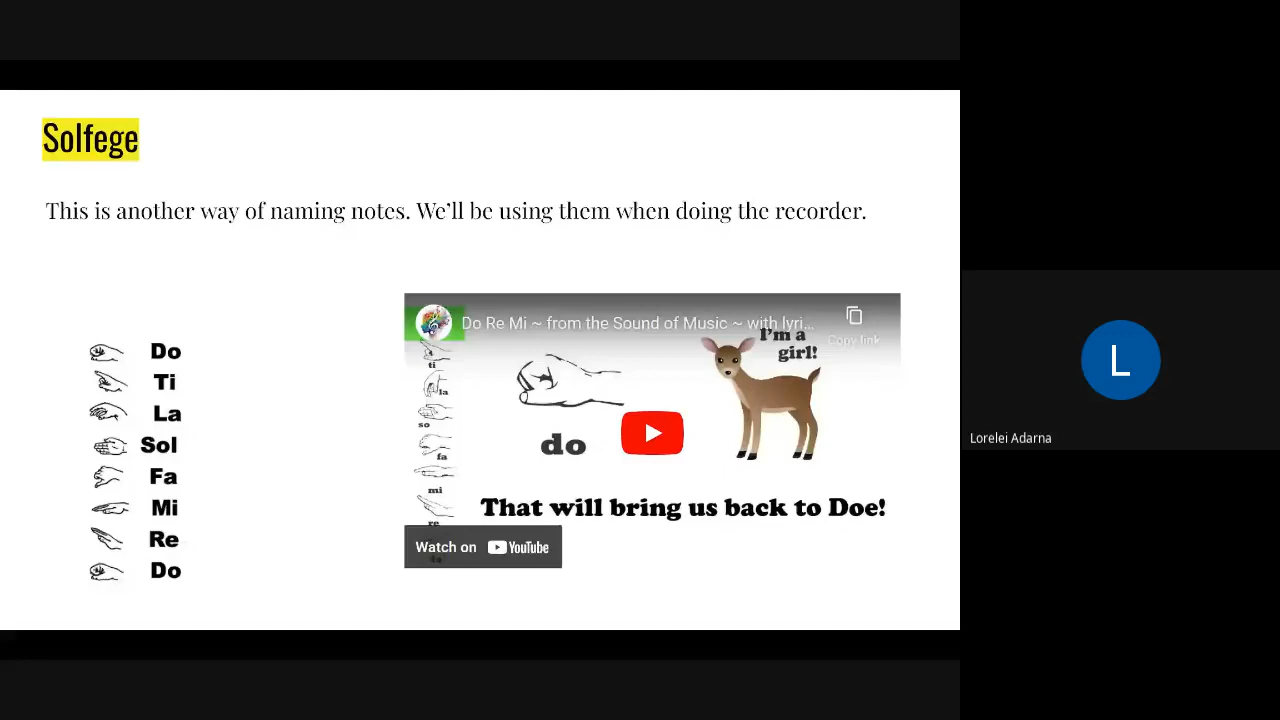 Solfege
This is another way of naming notes. We'll be using them when doing the recorder.
Do
Ti
La
Sol
Fa
Mi
Re
Do
Do Re Mi ~ from the Sound of Music ~ with lyri...
Copy link
I'm a
girl!
ti
la
so
fa
mi
re
do
That will bring us back to Doe!
Watch on YouTube
L
Lorelei Adarna